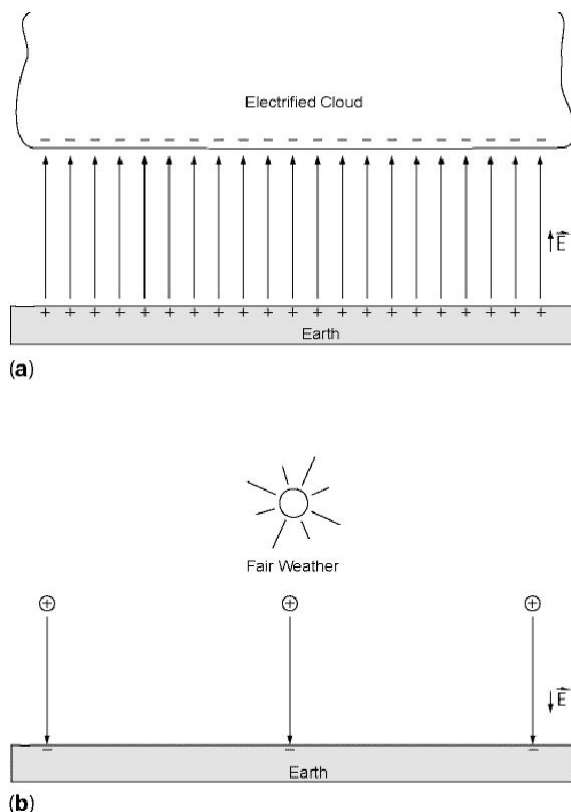 Electrified Cloud
− − − − − − − − − − − − − − − − − − − − −
E
+ + + + + + + + + + + + + + + + + + + + +
Earth
(a)
Fair Weather
+ + +
E
− − −
Earth
(b)